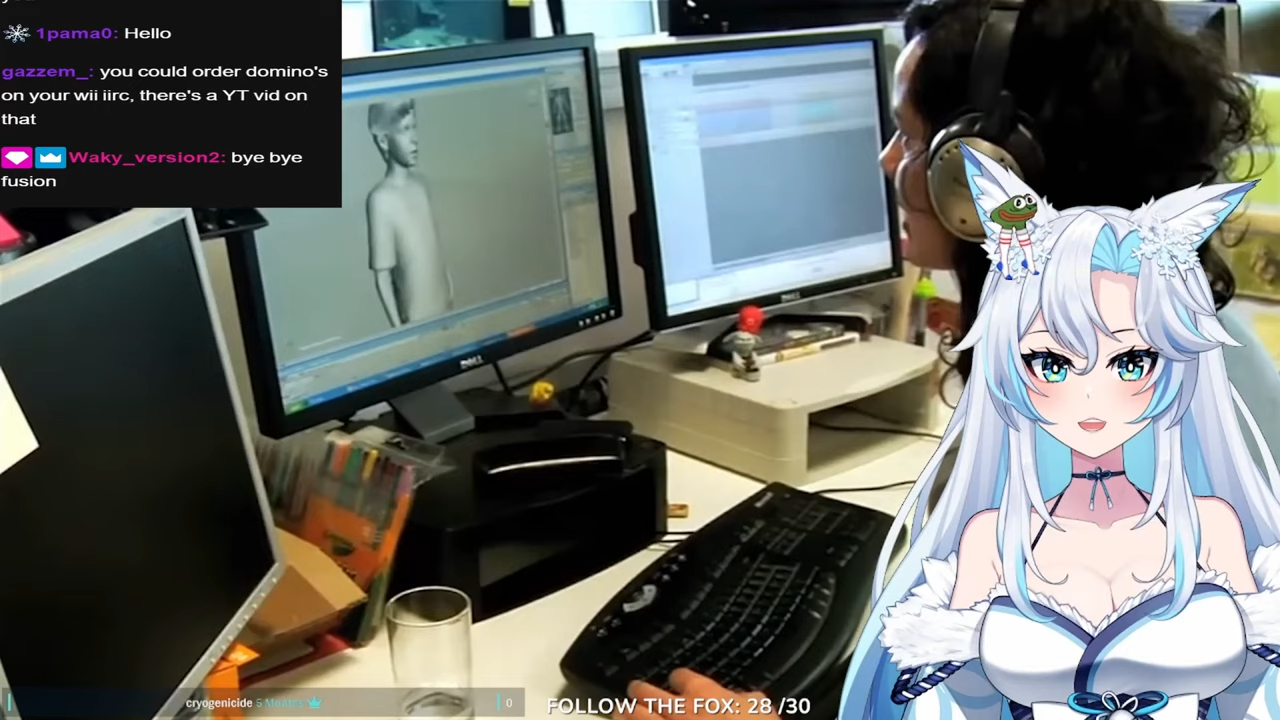 1pama0: Hello
gazzem_: you could order domino's
on your wii iirc, there's a YT vid on
that
Waky_version2: bye bye
fusion
DELL
DELL
cryogenicide 5 Months
0
FOLLOW THE FOX: 28 /30